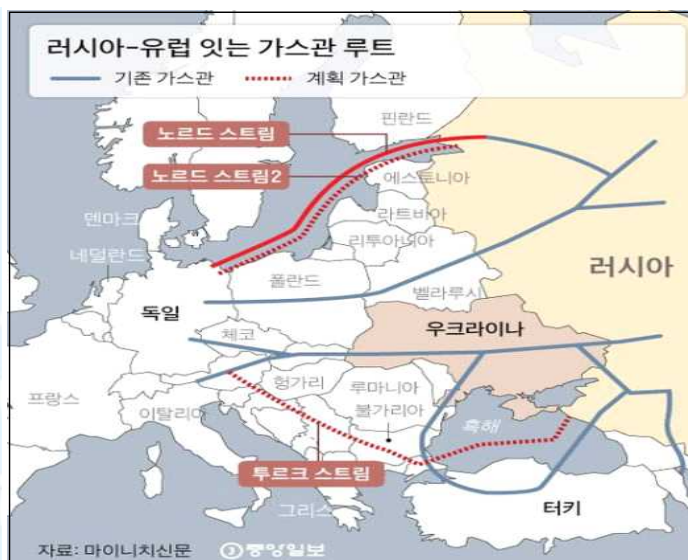 러시아-유럽 잇는 가스관 루트
기존 가스관 계획 가스관
핀란드
노르드 스트림
노르드 스트림2
에스토니아
덴마크
라트비아
네덜란드
리투아니아
러시아
폴란드
벨라루시
독일
우크라이나
체코
헝가리
루마니아
프랑스
이탈리아
불가리아
흑해
투르크 스트림
그리스
터키
자료: 마이니치신문 중앙일보